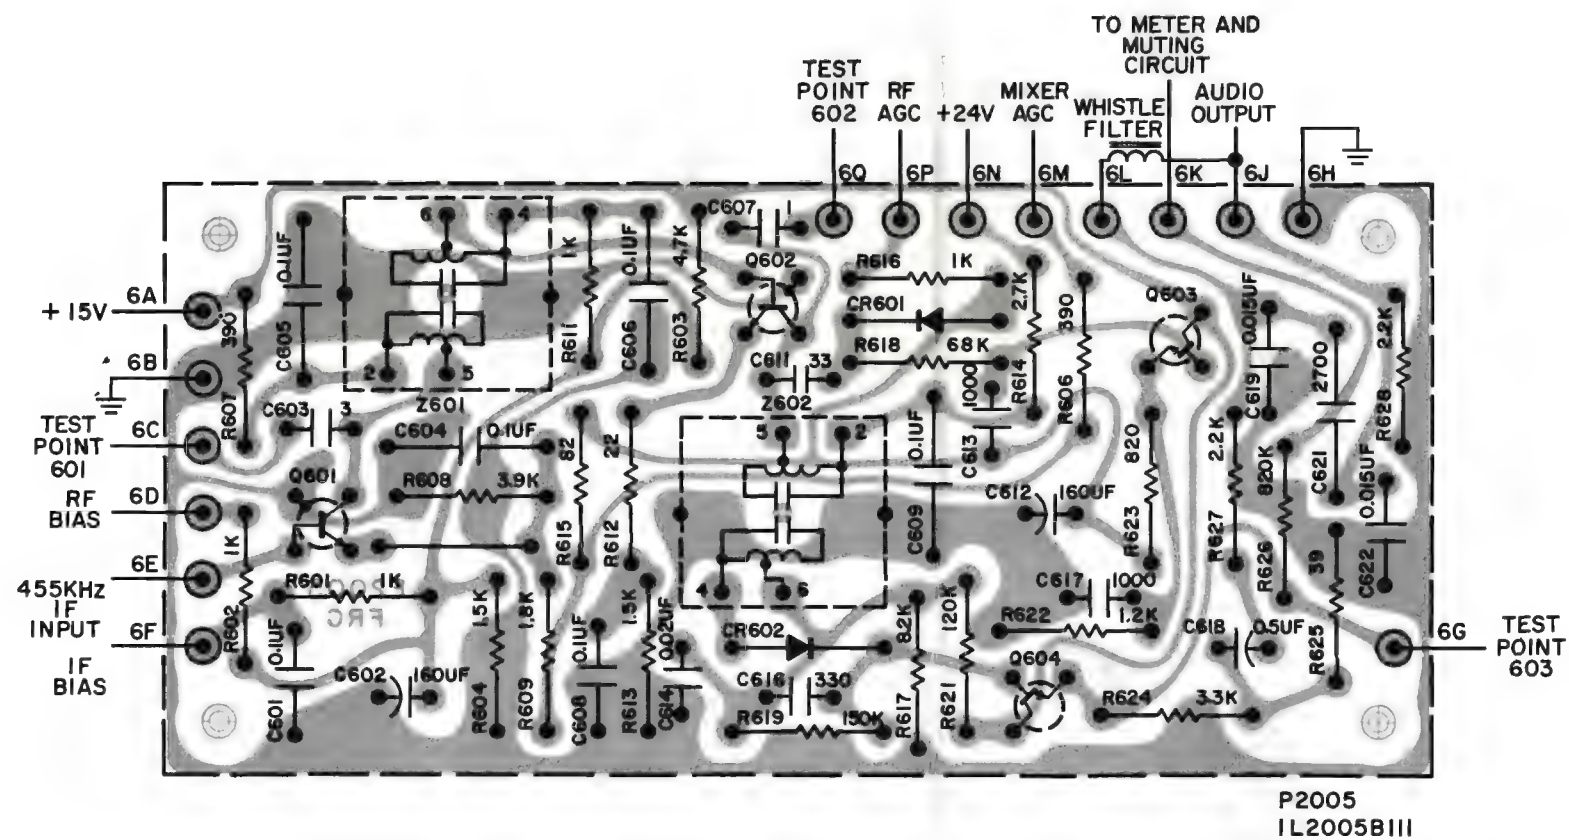 TO METER AND
MUTING
CIRCUIT
TEST
POINT
602
RF
AGC
+24V
MIXER
AGC
WHISTLE
FILTER
AUDIO
OUTPUT
6Q
6P
6N
6M
6L
6K
6J
6H
+15V
6A
6B
TEST
POINT
601
6C
RF
BIAS
6D
455KHz
IF
INPUT
6E
IF
BIAS
6F
390
R607
0.1UF
C605
6
4
2
5
Z601
1K
R611
0.1UF
C606
4.7K
R603
C607
1
Q602
R616
1K
CR601
R618
68K
C611
33
2.7K
R614
390
R606
Q603
0.015UF
C619
2700
C621
2.2K
R628
C603
3
C604
0.1UF
R608
3.9K
Q601
82
R615
22
R612
Z602
5
2
4
6
0.1UF
C609
1000
C613
C612
160UF
820
R623
2.2K
R627
820K
R626
39
R625
0.015UF
C622
1K
R602
R601
1K
FRC
0.1UF
C601
C602
160UF
1.5K
R604
1.8K
R609
0.1UF
C608
1.5K
R613
0.02UF
C614
CR602
C616
330
R619
150K
8.2K
R617
120K
R621
C617
1000
R622
1.2K
C618
0.5UF
Q604
R624
3.3K
6G
TEST
POINT
603
P2005
IL2005B111